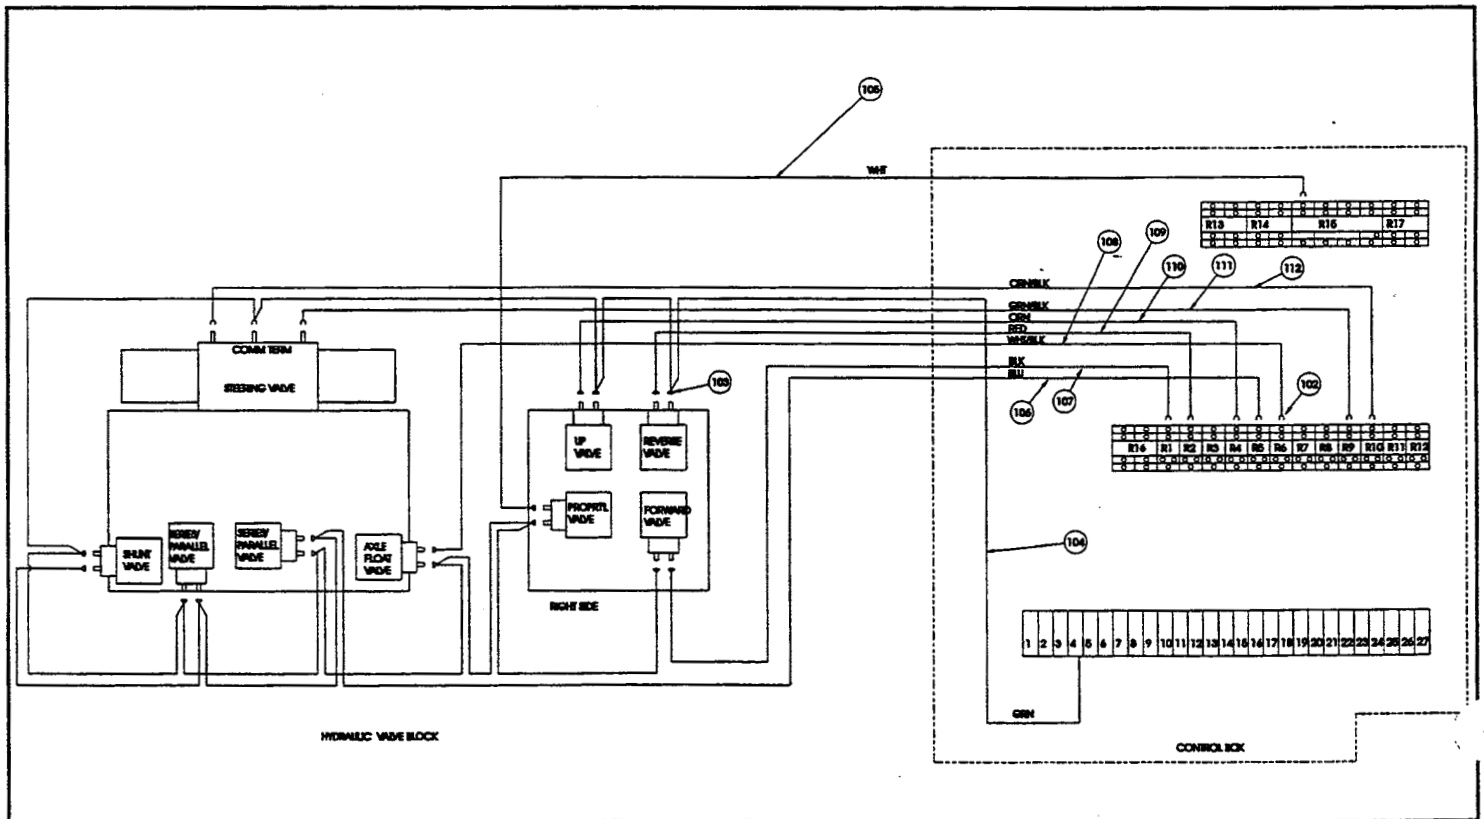 105
WHT
R13 R14 R15 R17
108 109
110 111 112
ORN/BLK
GRN/BLK
ORN
RED
WHT/BLK
BLK
BLU
COMM TERM
STEERING VALVE
103
102
106 107
UP
VALVE
REVERSE
VALVE
R16 R1 R2 R3 R4 R5 R6 R7 R8 R9 R10 R11 R12
PROPRTL
VALVE
FORWARD
VALVE
SHUNT
VALVE
SERIES/
PARALLEL
VALVE
SERIES/
PARALLEL
VALVE
AXLE
FLOAT
VALVE
104
RIGHT SIDE
1 2 3 4 5 6 7 8 9 10 11 12 13 14 15 16 17 18 19 20 21 22 23 24 25 26 27
GRN
HYDRAULIC VALVE BLOCK
CONTROL BOX